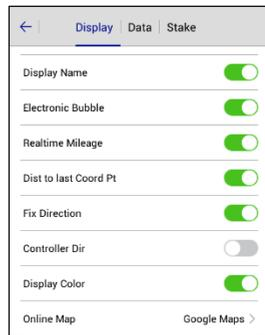 Display Data Stake
Display Name
Electronic Bubble
Realtime Mileage
Dist to last Coord Pt
Fix Direction
Controller Dir
Display Color
Online Map Google Maps